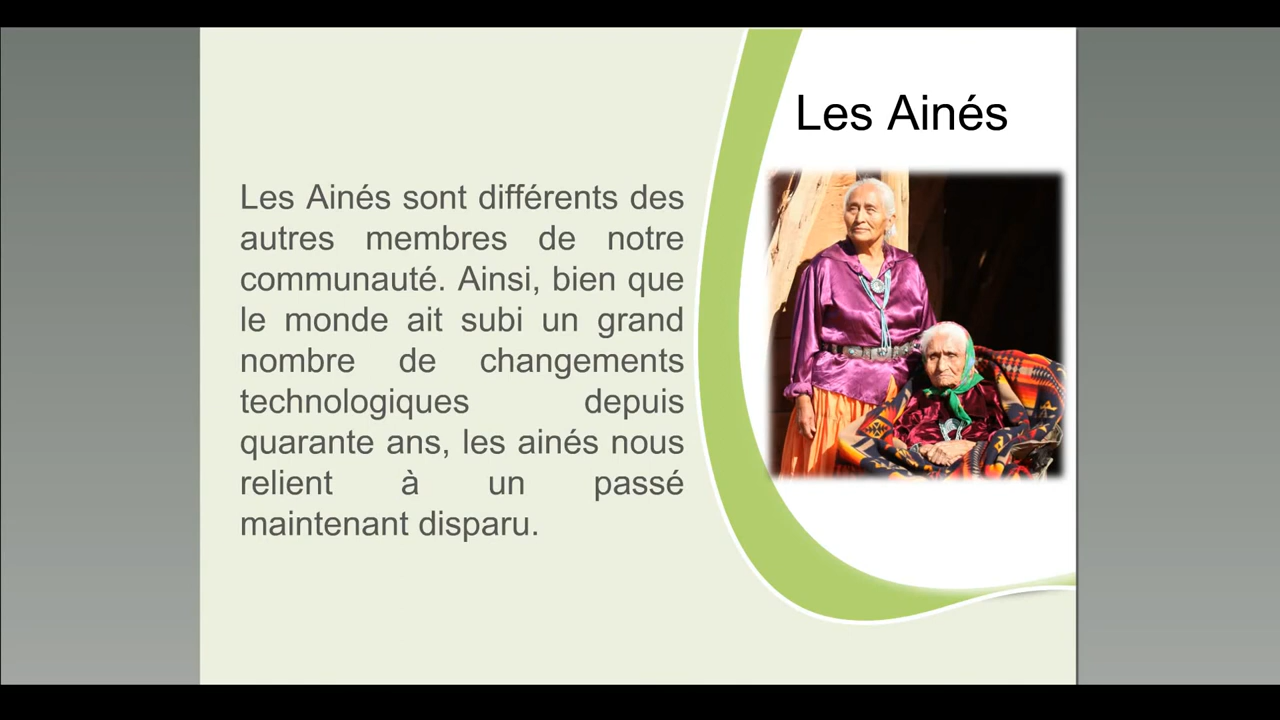 Les Ainés
Les Ainés sont différents des
autres membres de notre
communauté. Ainsi, bien que
le monde ait subi un grand
nombre de changements
technologiques depuis
quarante ans, les ainés nous
relient à un passé
maintenant disparu.